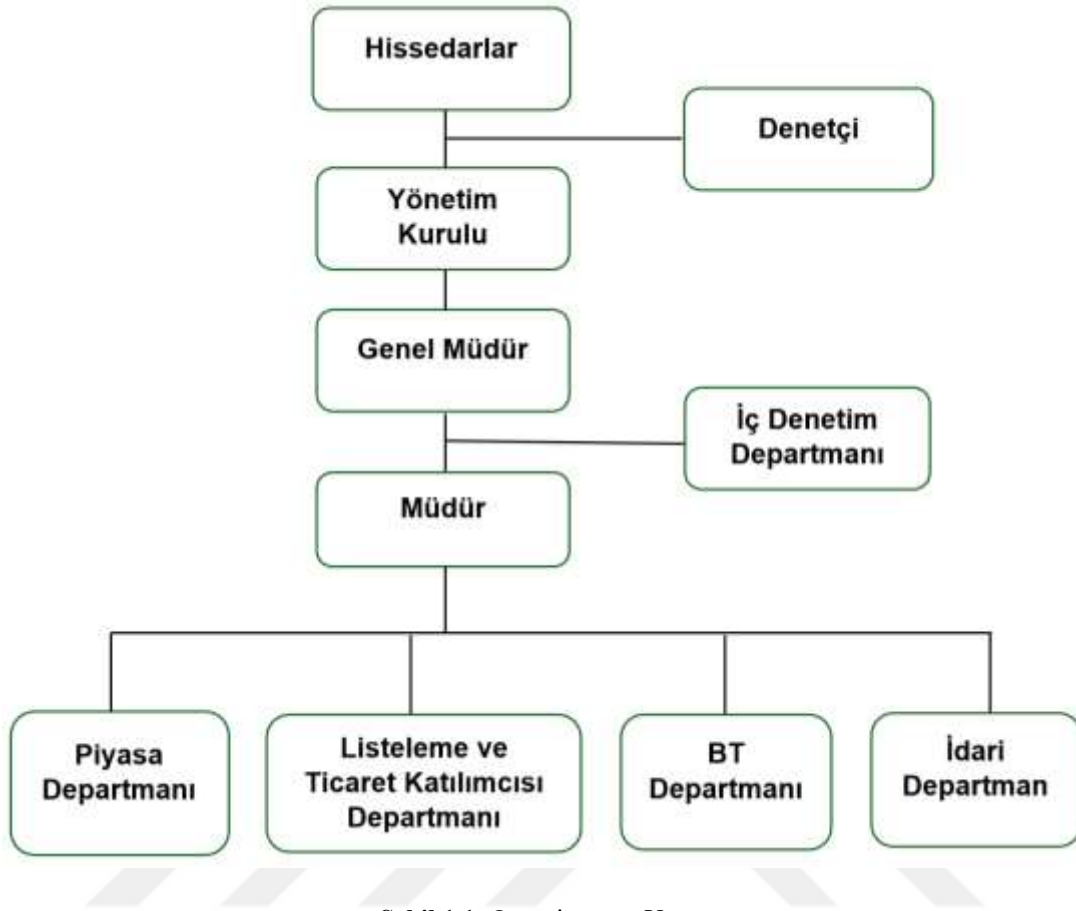 Hissedarlar
Denetçi
Yönetim
Kurulu
Genel Müdür
İç Denetim
Departmanı
Müdür
Piyasa
Departmanı
Listeleme ve
Ticaret Katılımcısı
Departmanı
BT
Departmanı
İdari
Departman